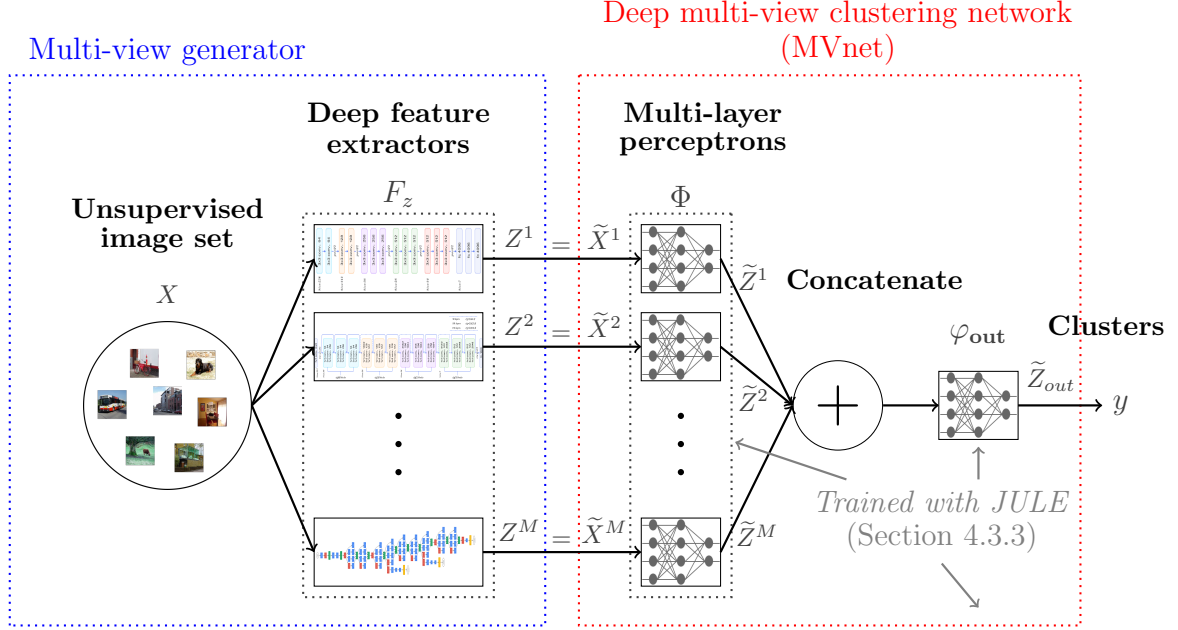 Deep multi-view clustering network
(MVnet)
Multi-view generator
Deep feature
extractors
Multi-layer
perceptrons
F_z
Φ
Unsupervised
image set
X
Z^1 = X̃^1
Z̃^1
Concatenate
Z^2 = X̃^2
φ_out
Clusters
Z̃_out
y
Z̃^2
Trained with JULE
(Section 4.3.3)
Z^M = X̃^M
Z̃^M